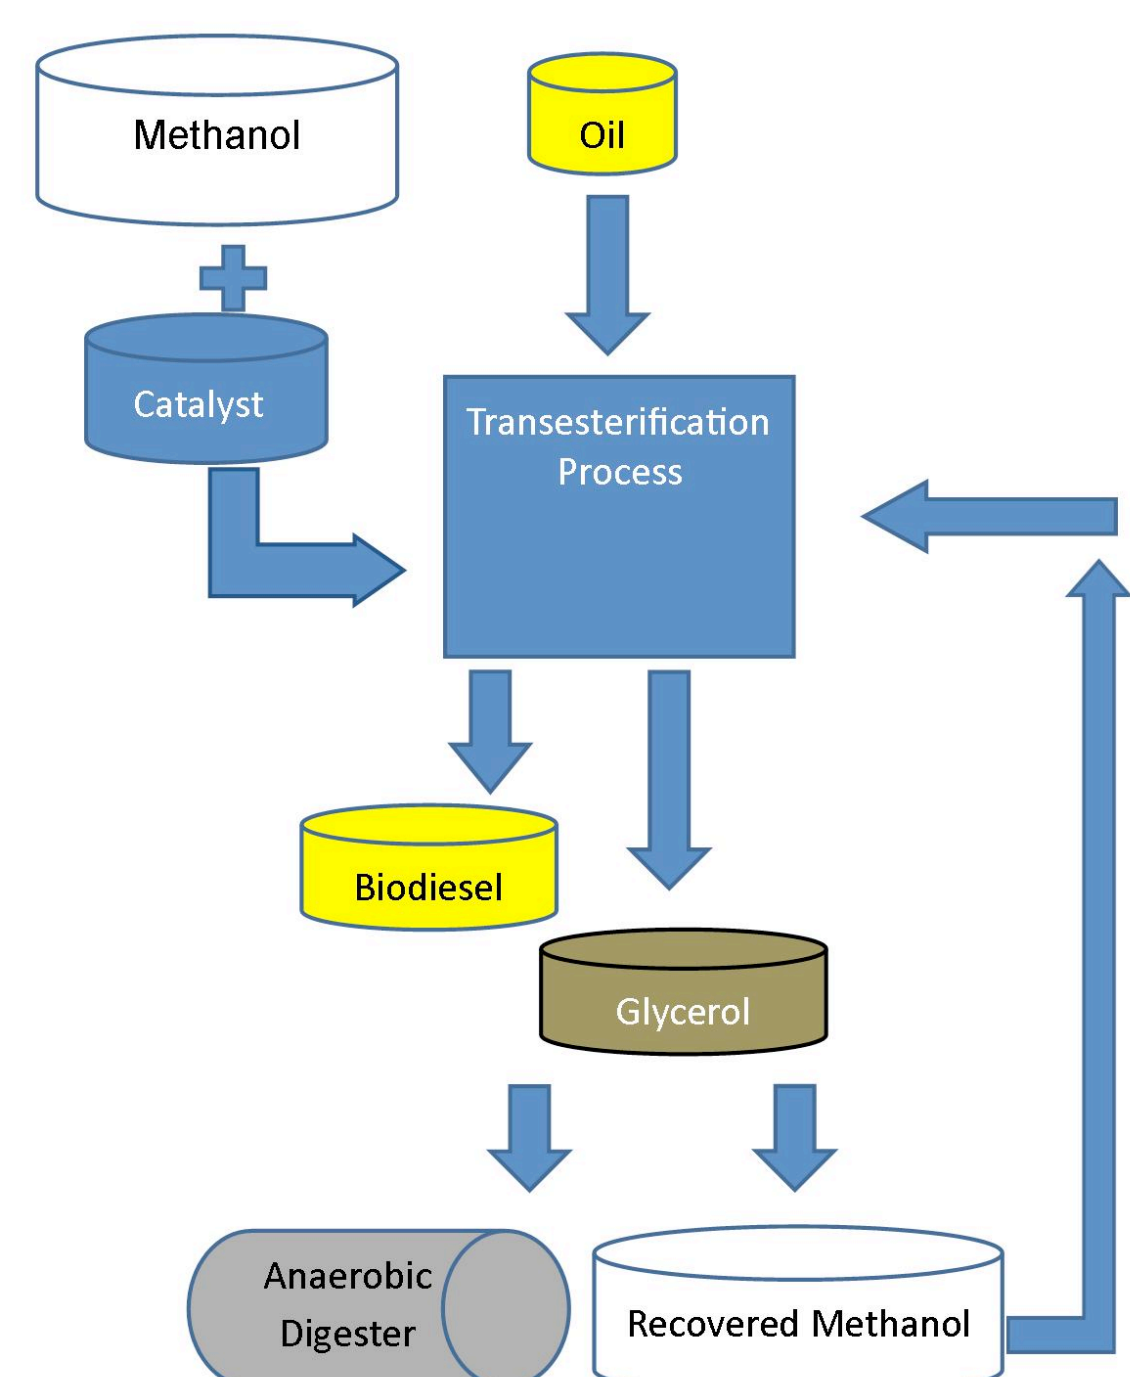 Methanol
Oil
Catalyst
Transesterification
Process
Biodiesel
Glycerol
Anaerobic
Digester
Recovered Methanol